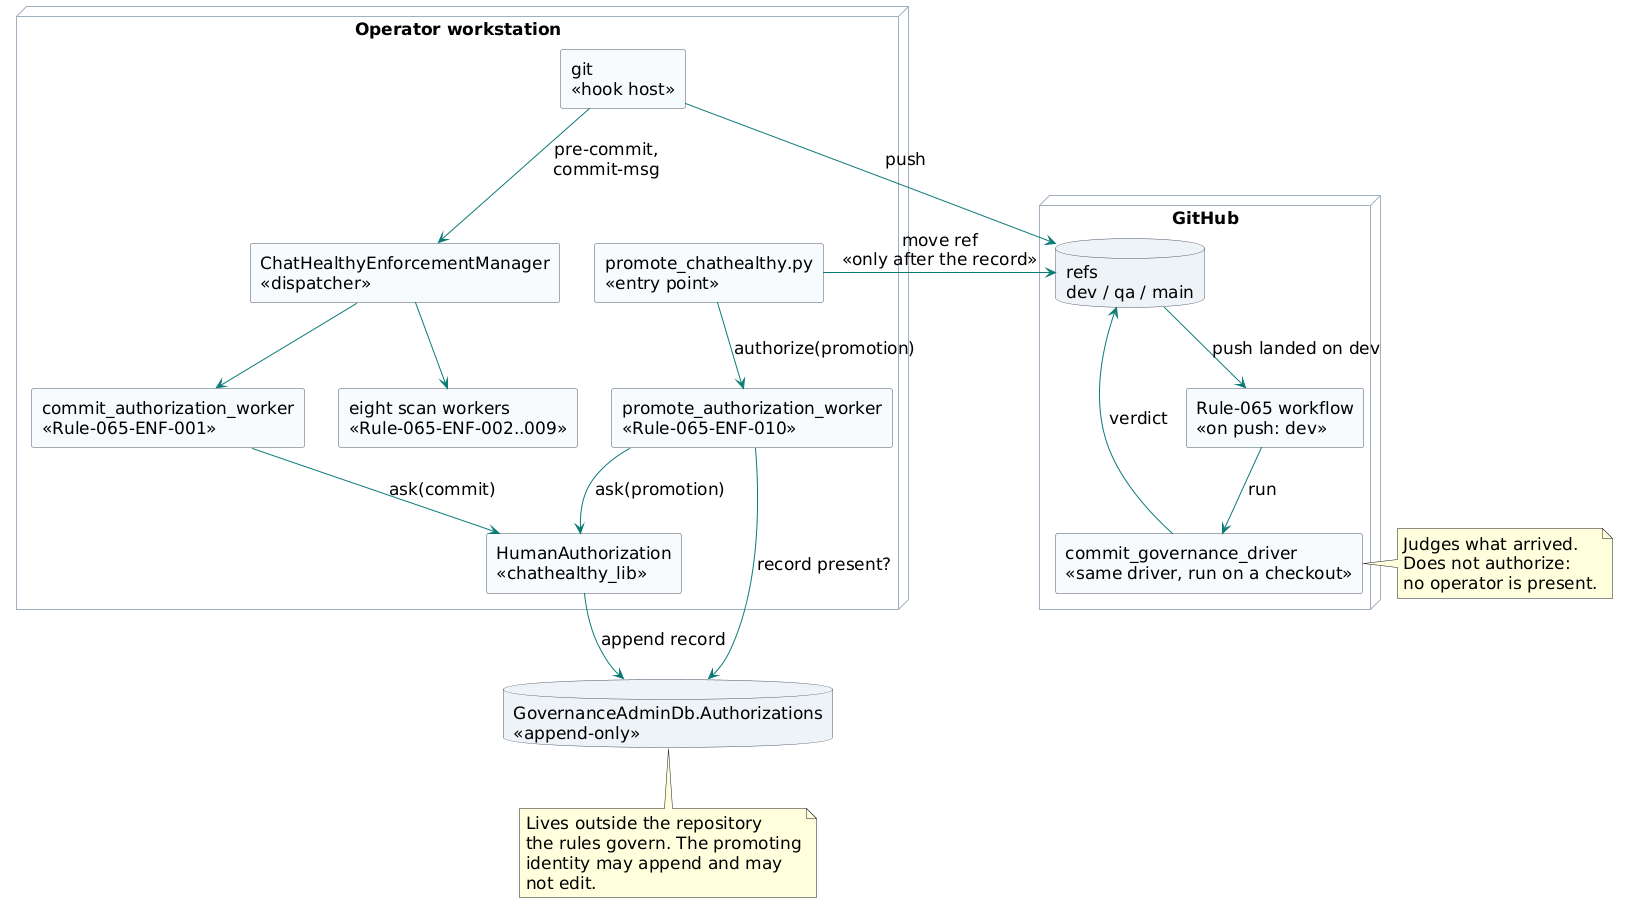 Operator workstation
git
«hook host»
pre-commit,
commit-msg
push
GitHub
ChatHealthyEnforcementManager
«dispatcher»
promote_chathealthy.py
«entry point»
move ref
«only after the record»
refs
dev / qa / main
authorize(promotion)
push landed on dev
commit_authorization_worker
«Rule-065-ENF-001»
eight scan workers
«Rule-065-ENF-002..009»
promote_authorization_worker
«Rule-065-ENF-010»
verdict
Rule-065 workflow
«on push: dev»
ask(commit)
ask(promotion)
run
HumanAuthorization
«chathealthy_lib»
record present?
commit_governance_driver
«same driver, run on a checkout»
Judges what arrived.
Does not authorize:
no operator is present.
append record
GovernanceAdminDb.Authorizations
«append-only»
Lives outside the repository
the rules govern. The promoting
identity may append and may
not edit.